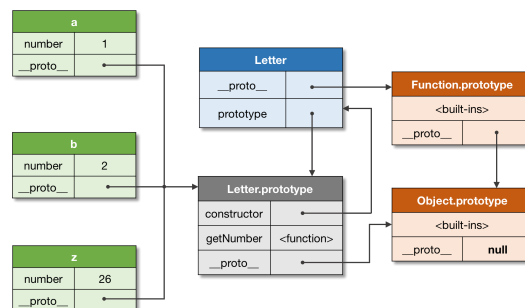 a
number 1
__proto__
b
number 2
__proto__
z
number 26
__proto__
Letter
__proto__
prototype
Letter.prototype
constructor
getNumber <function>
__proto__
Function.prototype
<built-ins>
__proto__
Object.prototype
<built-ins>
__proto__ null